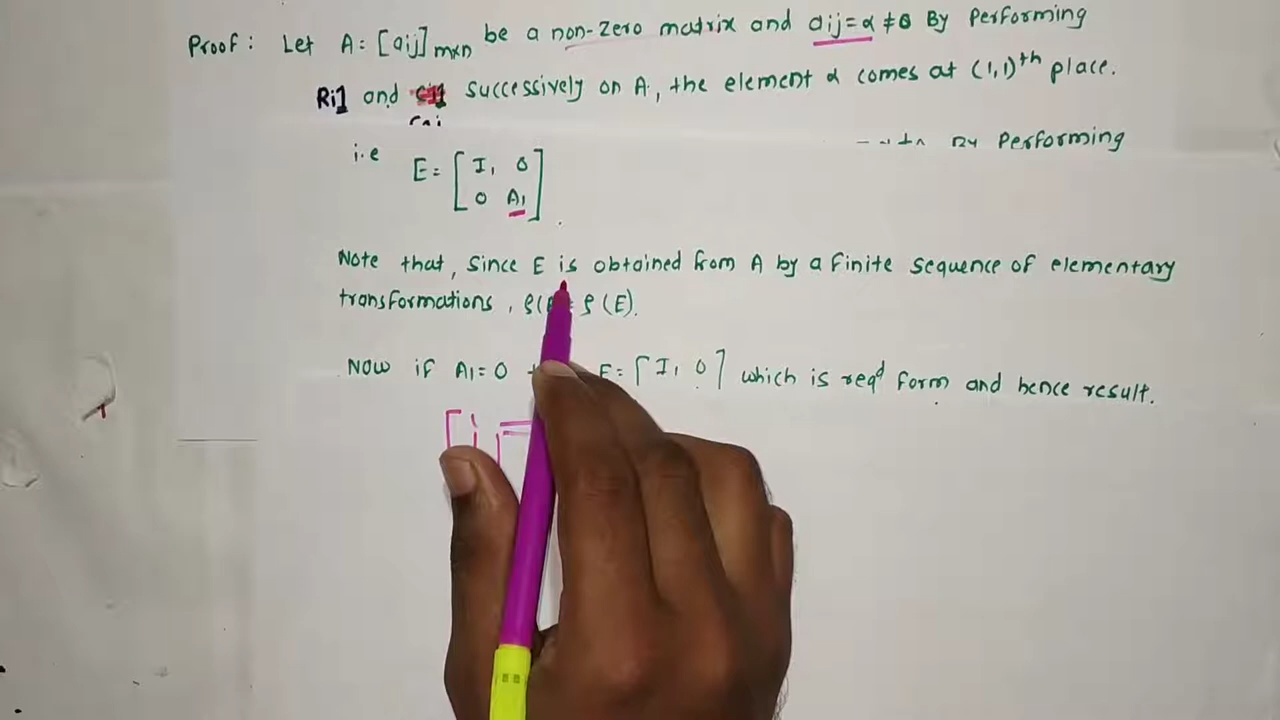 Proof : Let A = [aij]mxn be a non-Zero matrix and aij = α ≠ 0 By Performing
Ri1 and successively on A, the element α comes at (1,1)th place.
By Performing
i.e E = [ I1 0
0 A1 ] .
Note that, Since E is obtained from A by a finite sequence of elementary
transformations , ρ( = ρ (E).
Now if A1 = 0 E = [ I1 0 ] which is reqd form and hence result.